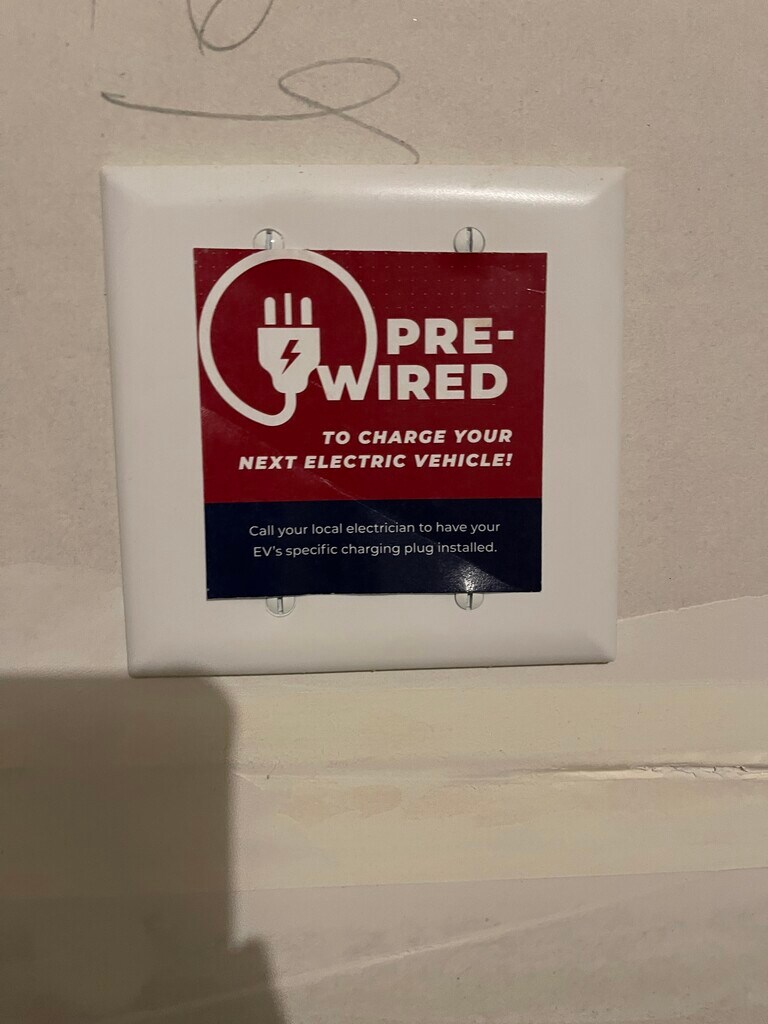 PRE-
WIRED
TO CHARGE YOUR
NEXT ELECTRIC VEHICLE!
Call your local electrician to have your
EV's specific charging plug installed.